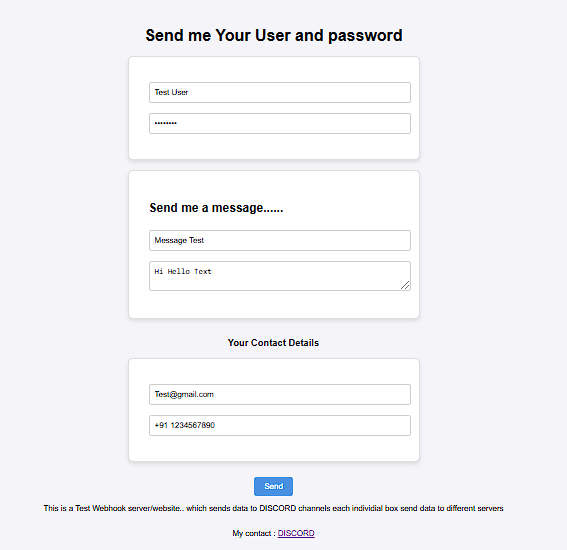 Send me Your User and password
Test User
••••••••
Send me a message......
Message Test
Hi Hello Text
Your Contact Details
Test@gmail.com
+91 1234567890
Send
This is a Test Webhook server/website.. which sends data to DISCORD channels each individial box send data to different servers
My contact : DISCORD